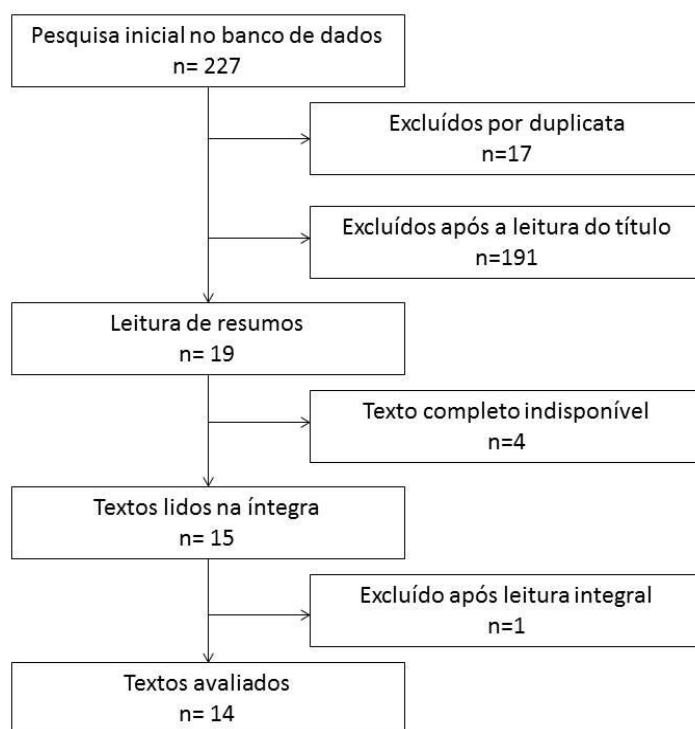 Pesquisa inicial no banco de dados
n= 227
Excluídos por duplicata
n=17
Excluídos após a leitura do título
n=191
Leitura de resumos
n= 19
Texto completo indisponível
n=4
Textos lidos na íntegra
n= 15
Excluído após leitura integral
n=1
Textos avaliados
n= 14